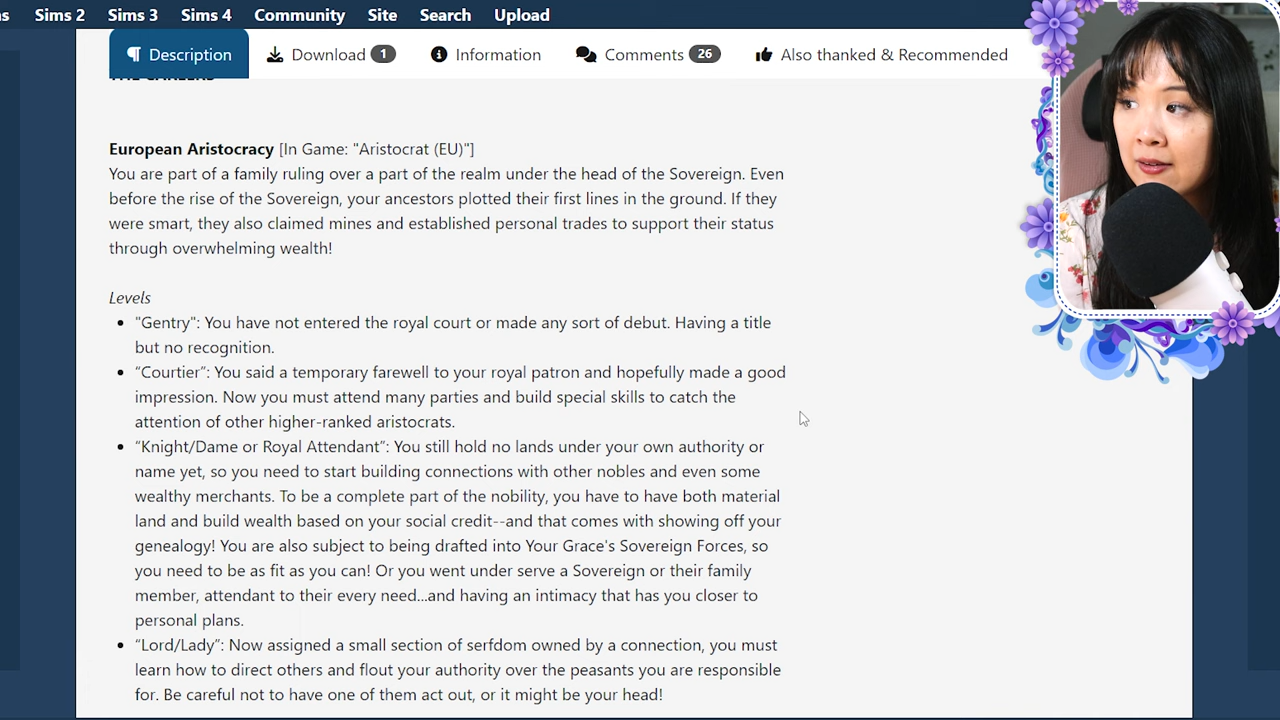 Sims 2 Sims 3 Sims 4 Community Site Search Upload
Description Download 1 Information Comments 26 Also thanked & Recommended
European Aristocracy [In Game: "Aristocrat (EU)"]
You are part of a family ruling over a part of the realm under the head of the Sovereign. Even
before the rise of the Sovereign, your ancestors plotted their first lines in the ground. If they
were smart, they also claimed mines and established personal trades to support their status
through overwhelming wealth!
Levels
• "Gentry": You have not entered the royal court or made any sort of debut. Having a title
but no recognition.
• “Courtier”: You said a temporary farewell to your royal patron and hopefully made a good
impression. Now you must attend many parties and build special skills to catch the
attention of other higher-ranked aristocrats.
• “Knight/Dame or Royal Attendant”: You still hold no lands under your own authority or
name yet, so you need to start building connections with other nobles and even some
wealthy merchants. To be a complete part of the nobility, you have to have both material
land and build wealth based on your social credit--and that comes with showing off your
genealogy! You are also subject to being drafted into Your Grace's Sovereign Forces, so
you need to be as fit as you can! Or you went under serve a Sovereign or their family
member, attendant to their every need...and having an intimacy that has you closer to
personal plans.
• “Lord/Lady”: Now assigned a small section of serfdom owned by a connection, you must
learn how to direct others and flout your authority over the peasants you are responsible
for. Be careful not to have one of them act out, or it might be your head!